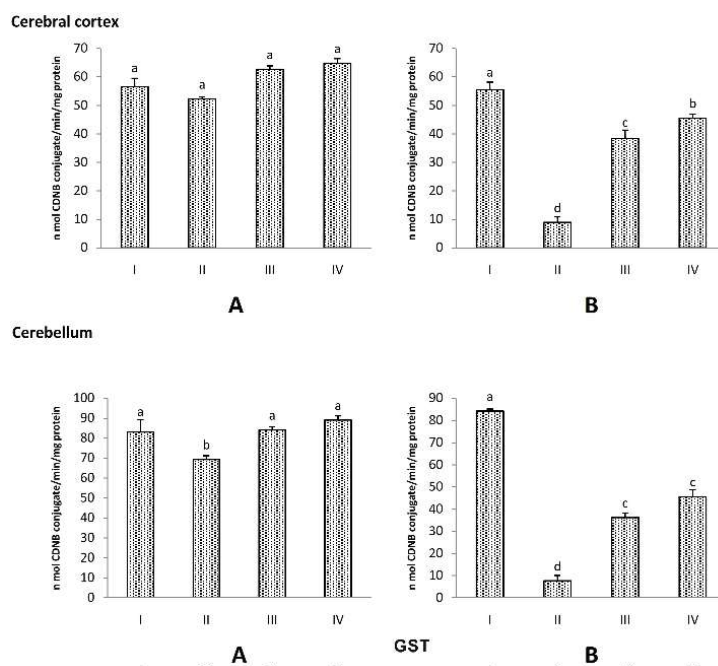 Cerebral cortex
n mol CDNB conjugate/min/mg protein
70
60
50
40
30
20
10
0
a
a
a
a
I
II
III
IV
A
n mol CDNB conjugate/min/mg protein
70
60
50
40
30
20
10
0
a
d
c
b
I
II
III
IV
B
Cerebellum
n mol CDNB conjugate/min/mg protein
100
90
80
70
60
50
40
30
20
10
0
a
b
a
a
I
II
III
IV
A
n mol CDNB conjugate/min/mg protein
90
80
70
60
50
40
30
20
10
0
a
d
c
c
I
II
III
IV
B
GST